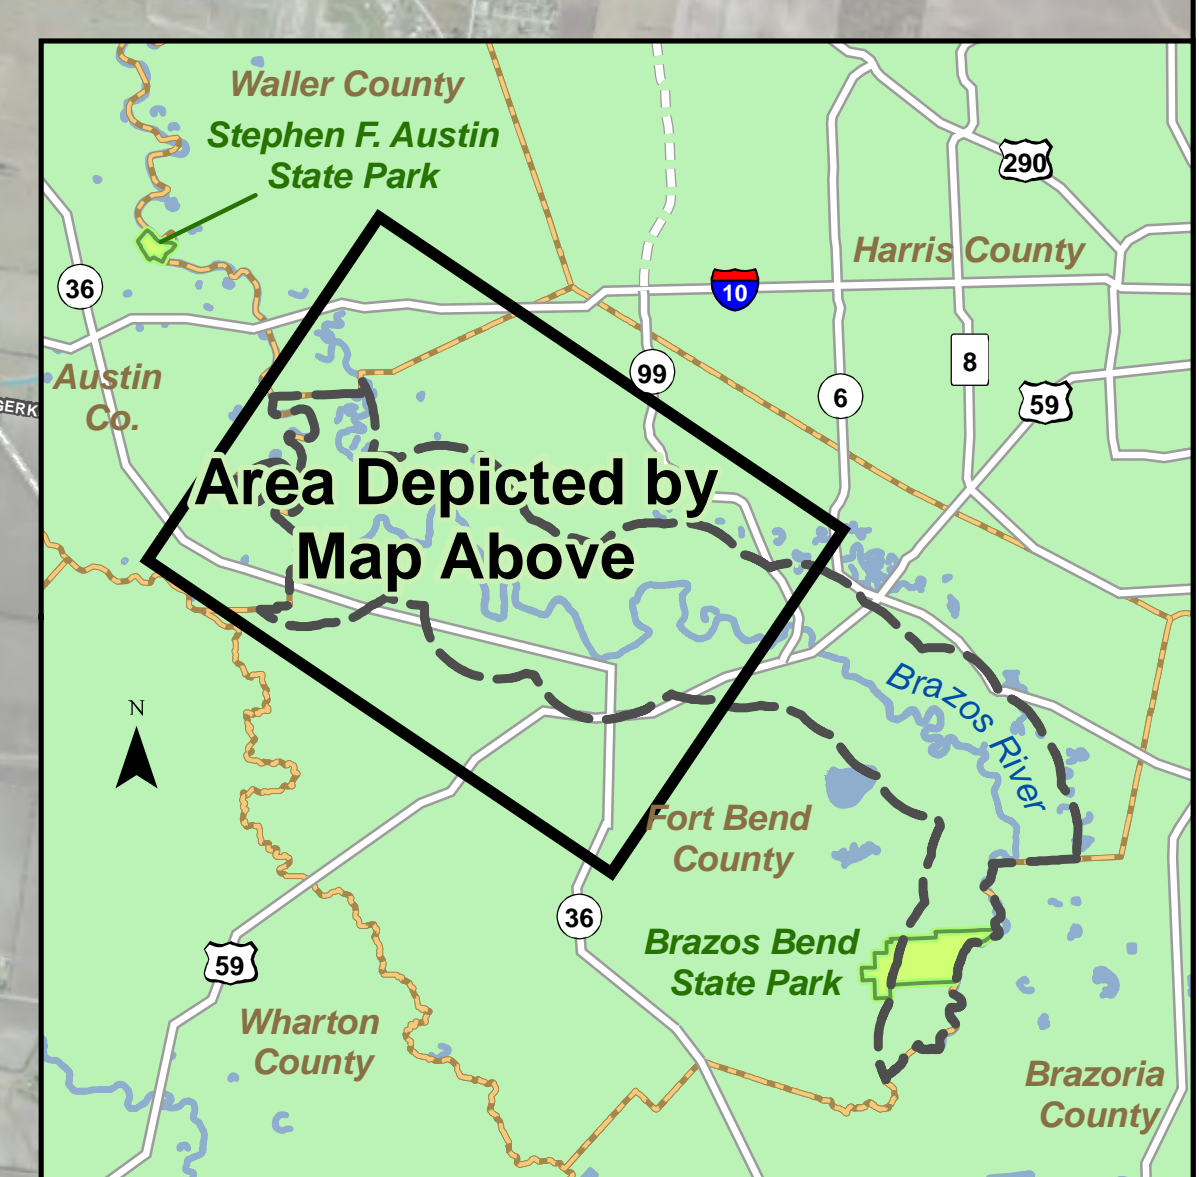 Waller County
Stephen F. Austin
State Park
290
Harris County
36
10
Austin
Co.
99
6
8
59
Area Depicted by
Map Above
Brazos River
N
Fort Bend
County
36
Brazos Bend
State Park
59
Wharton
County
Brazoria
County